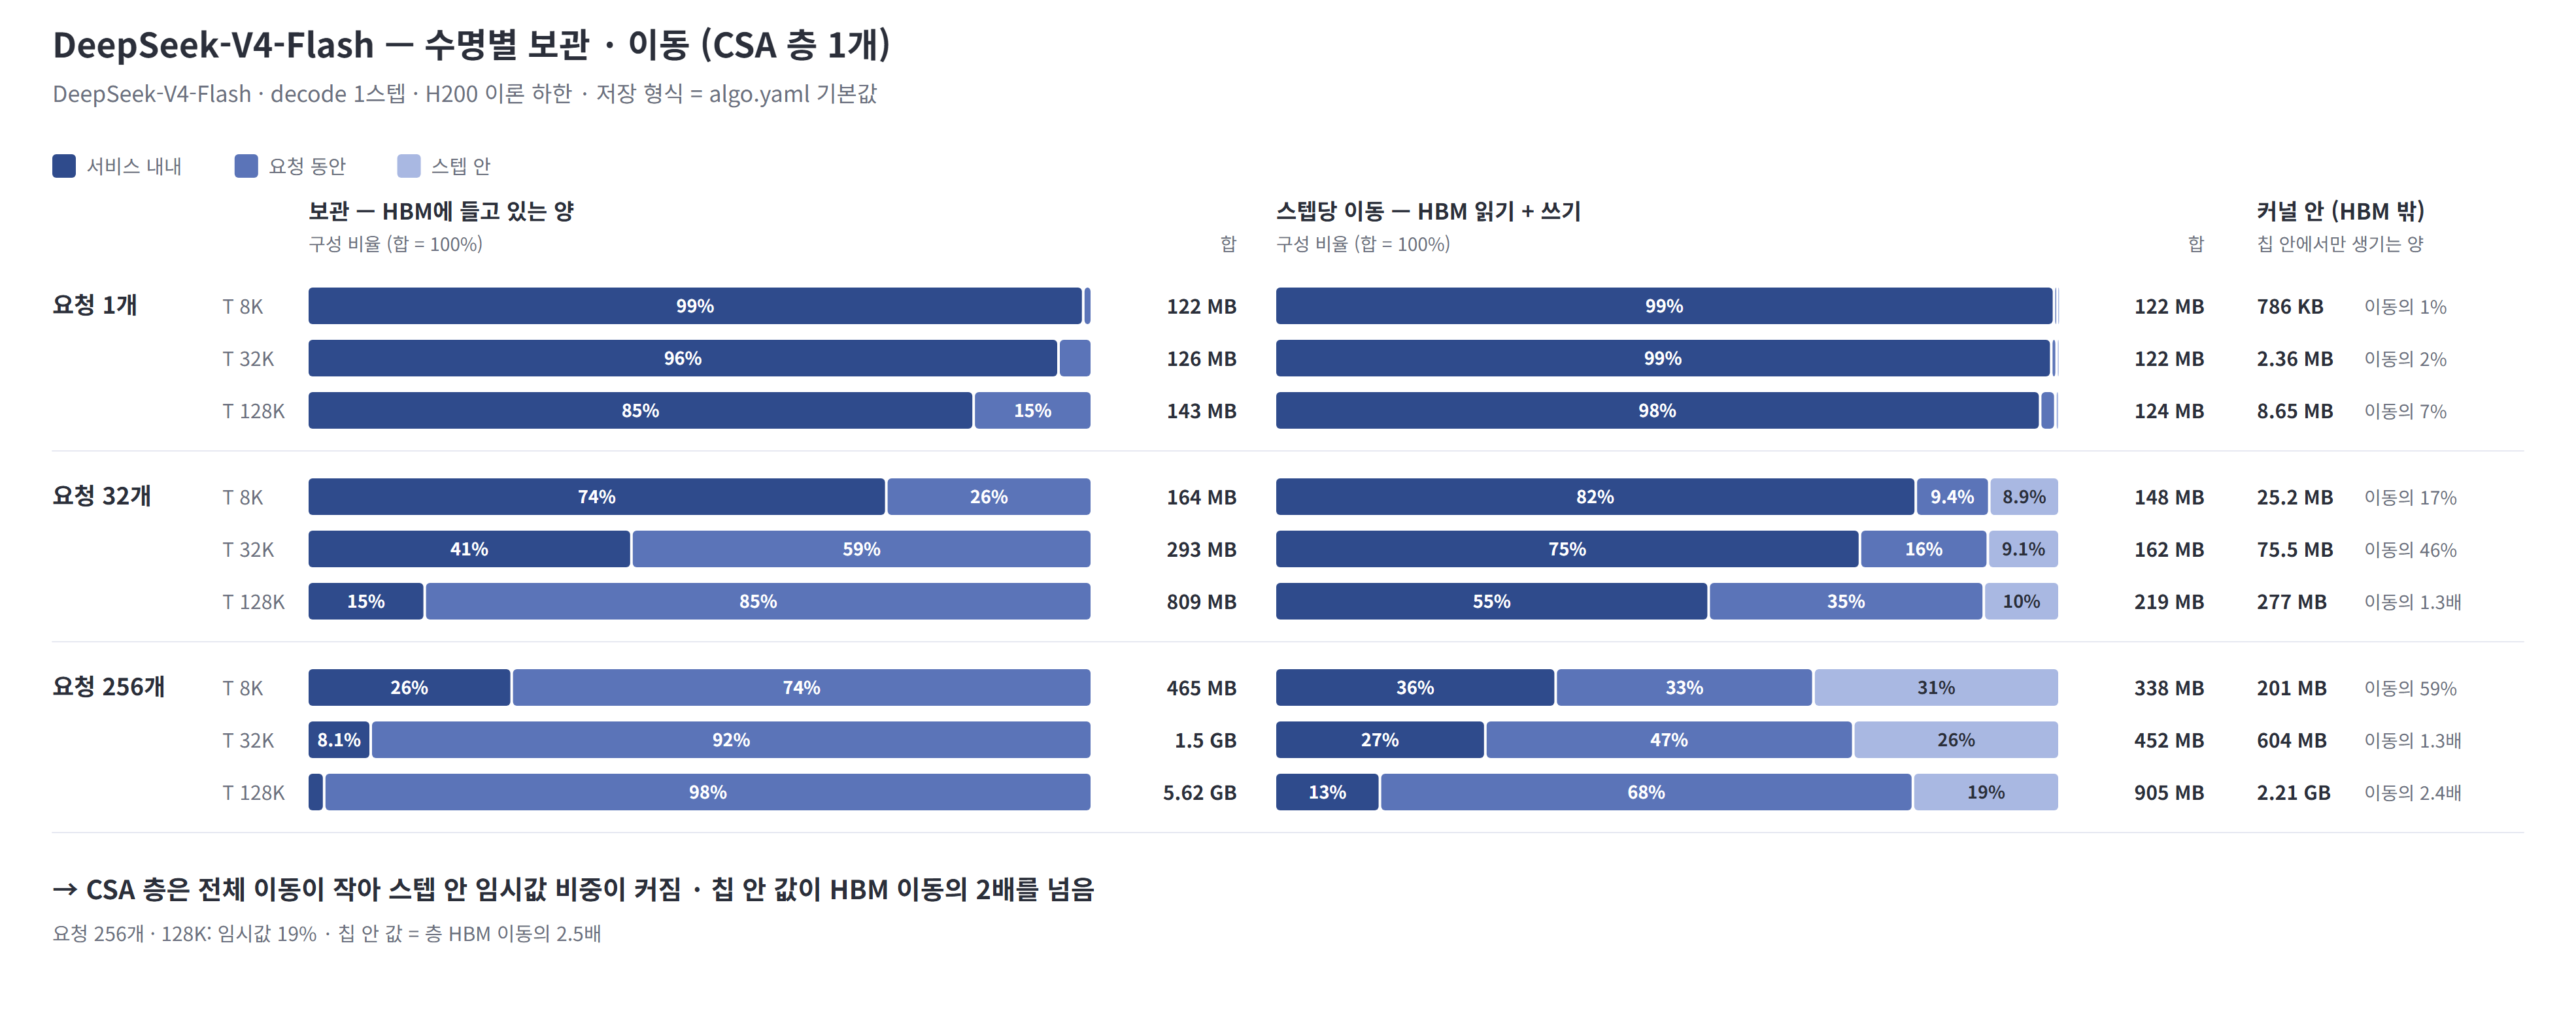 DeepSeek-V4-Flash — 수명별 보관 · 이동 (CSA 층 1개)
DeepSeek-V4-Flash · decode 1스텝 · H200 이론 하한 · 저장 형식 = algo.yaml 기본값
서비스 내내 요청 동안 스텝 안
보관 — HBM에 들고 있는 양 스텝당 이동 — HBM 읽기 + 쓰기 커널 안 (HBM 밖)
구성 비율 (합 = 100%) 합 구성 비율 (합 = 100%) 합 칩 안에서만 생기는 양
요청 1개 T 8K 99% 122 MB 99% 122 MB 786 KB 이동의 1%
T 32K 96% 126 MB 99% 122 MB 2.36 MB 이동의 2%
T 128K 85% 15% 143 MB 98% 124 MB 8.65 MB 이동의 7%
요청 32개 T 8K 74% 26% 164 MB 82% 9.4% 8.9% 148 MB 25.2 MB 이동의 17%
T 32K 41% 59% 293 MB 75% 16% 9.1% 162 MB 75.5 MB 이동의 46%
T 128K 15% 85% 809 MB 55% 35% 10% 219 MB 277 MB 이동의 1.3배
요청 256개 T 8K 26% 74% 465 MB 36% 33% 31% 338 MB 201 MB 이동의 59%
T 32K 8.1% 92% 1.5 GB 27% 47% 26% 452 MB 604 MB 이동의 1.3배
T 128K 98% 5.62 GB 13% 68% 19% 905 MB 2.21 GB 이동의 2.4배
→ CSA 층은 전체 이동이 작아 스텝 안 임시값 비중이 커짐 · 칩 안 값이 HBM 이동의 2배를 넘음
요청 256개 · 128K: 임시값 19% · 칩 안 값 = 층 HBM 이동의 2.5배